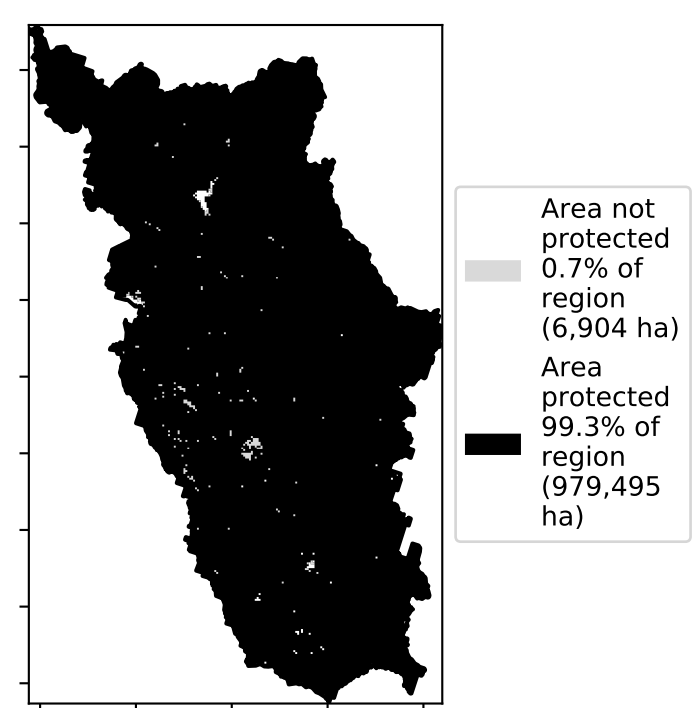 Area not
protected
0.7% of
region
(6,904 ha)
Area
protected
99.3% of
region
(979,495
ha)